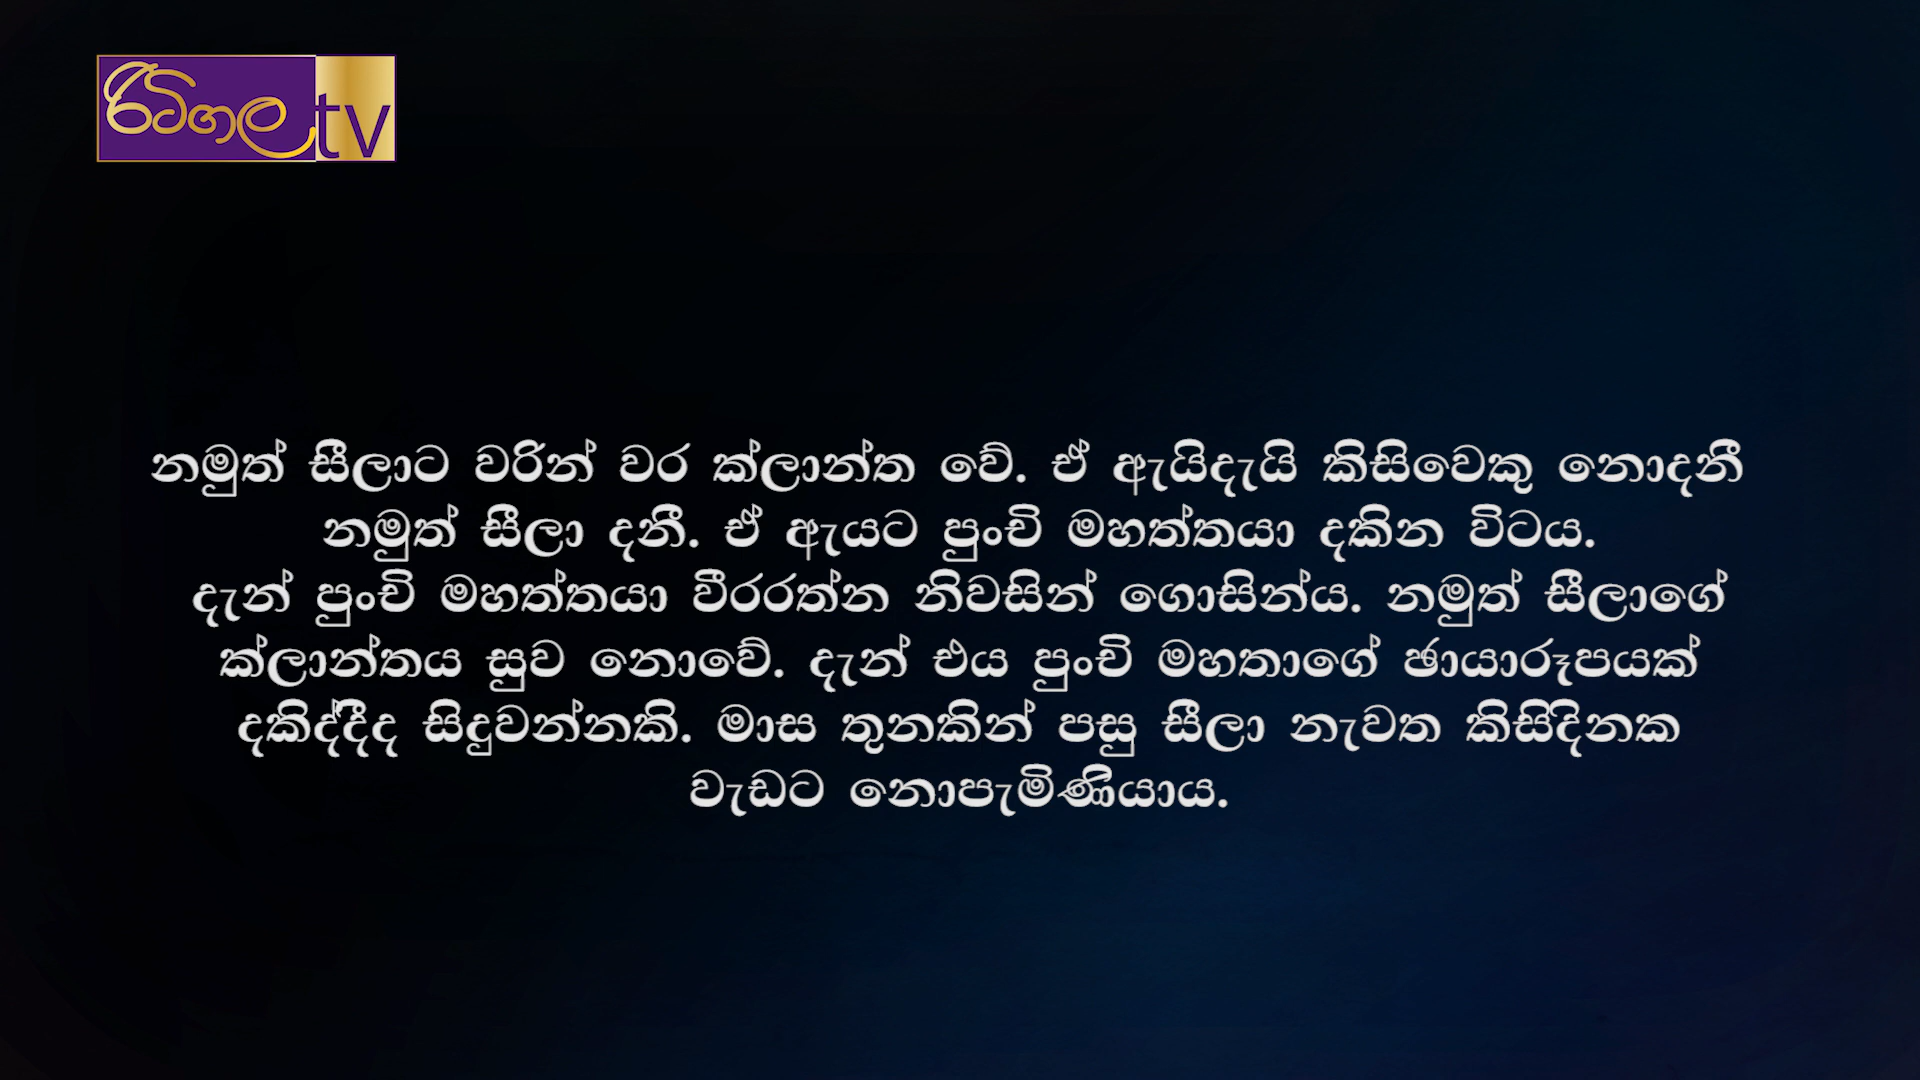 රිටිගල tv
නමුත් සීලාට වරින් වර ක්ලාන්ත වේ. ඒ ඇයිදැයි කිසිවෙකු නොදනී
නමුත් සීලා දනී. ඒ ඇයට පුංචි මහත්තයා දකින විටය.
දැන් පුංචි මහත්තයා වීරරත්න නිවසින් ගොසින්ය. නමුත් සීලාගේ
ක්ලාන්තය සුව නොවේ. දැන් එය පුංචි මහතාගේ ඡායාරූපයක්
දකිද්දීද සිදුවන්නකි. මාස තුනකින් පසු සීලා නැවත කිසිදිනක
වැඩට නොපැමිණියාය.